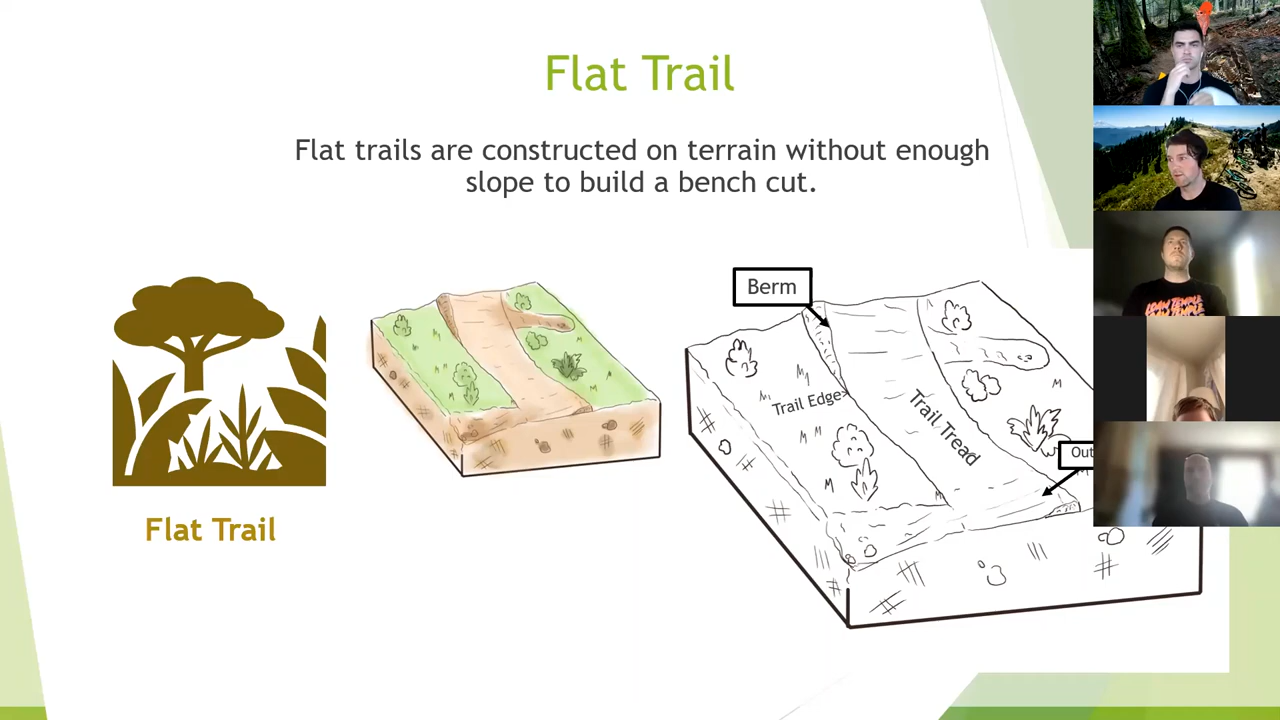 Flat Trail
Flat trails are constructed on terrain without enough
slope to build a bench cut.
Berm
Trail Edge>
Trail Tread
Out
Flat Trail